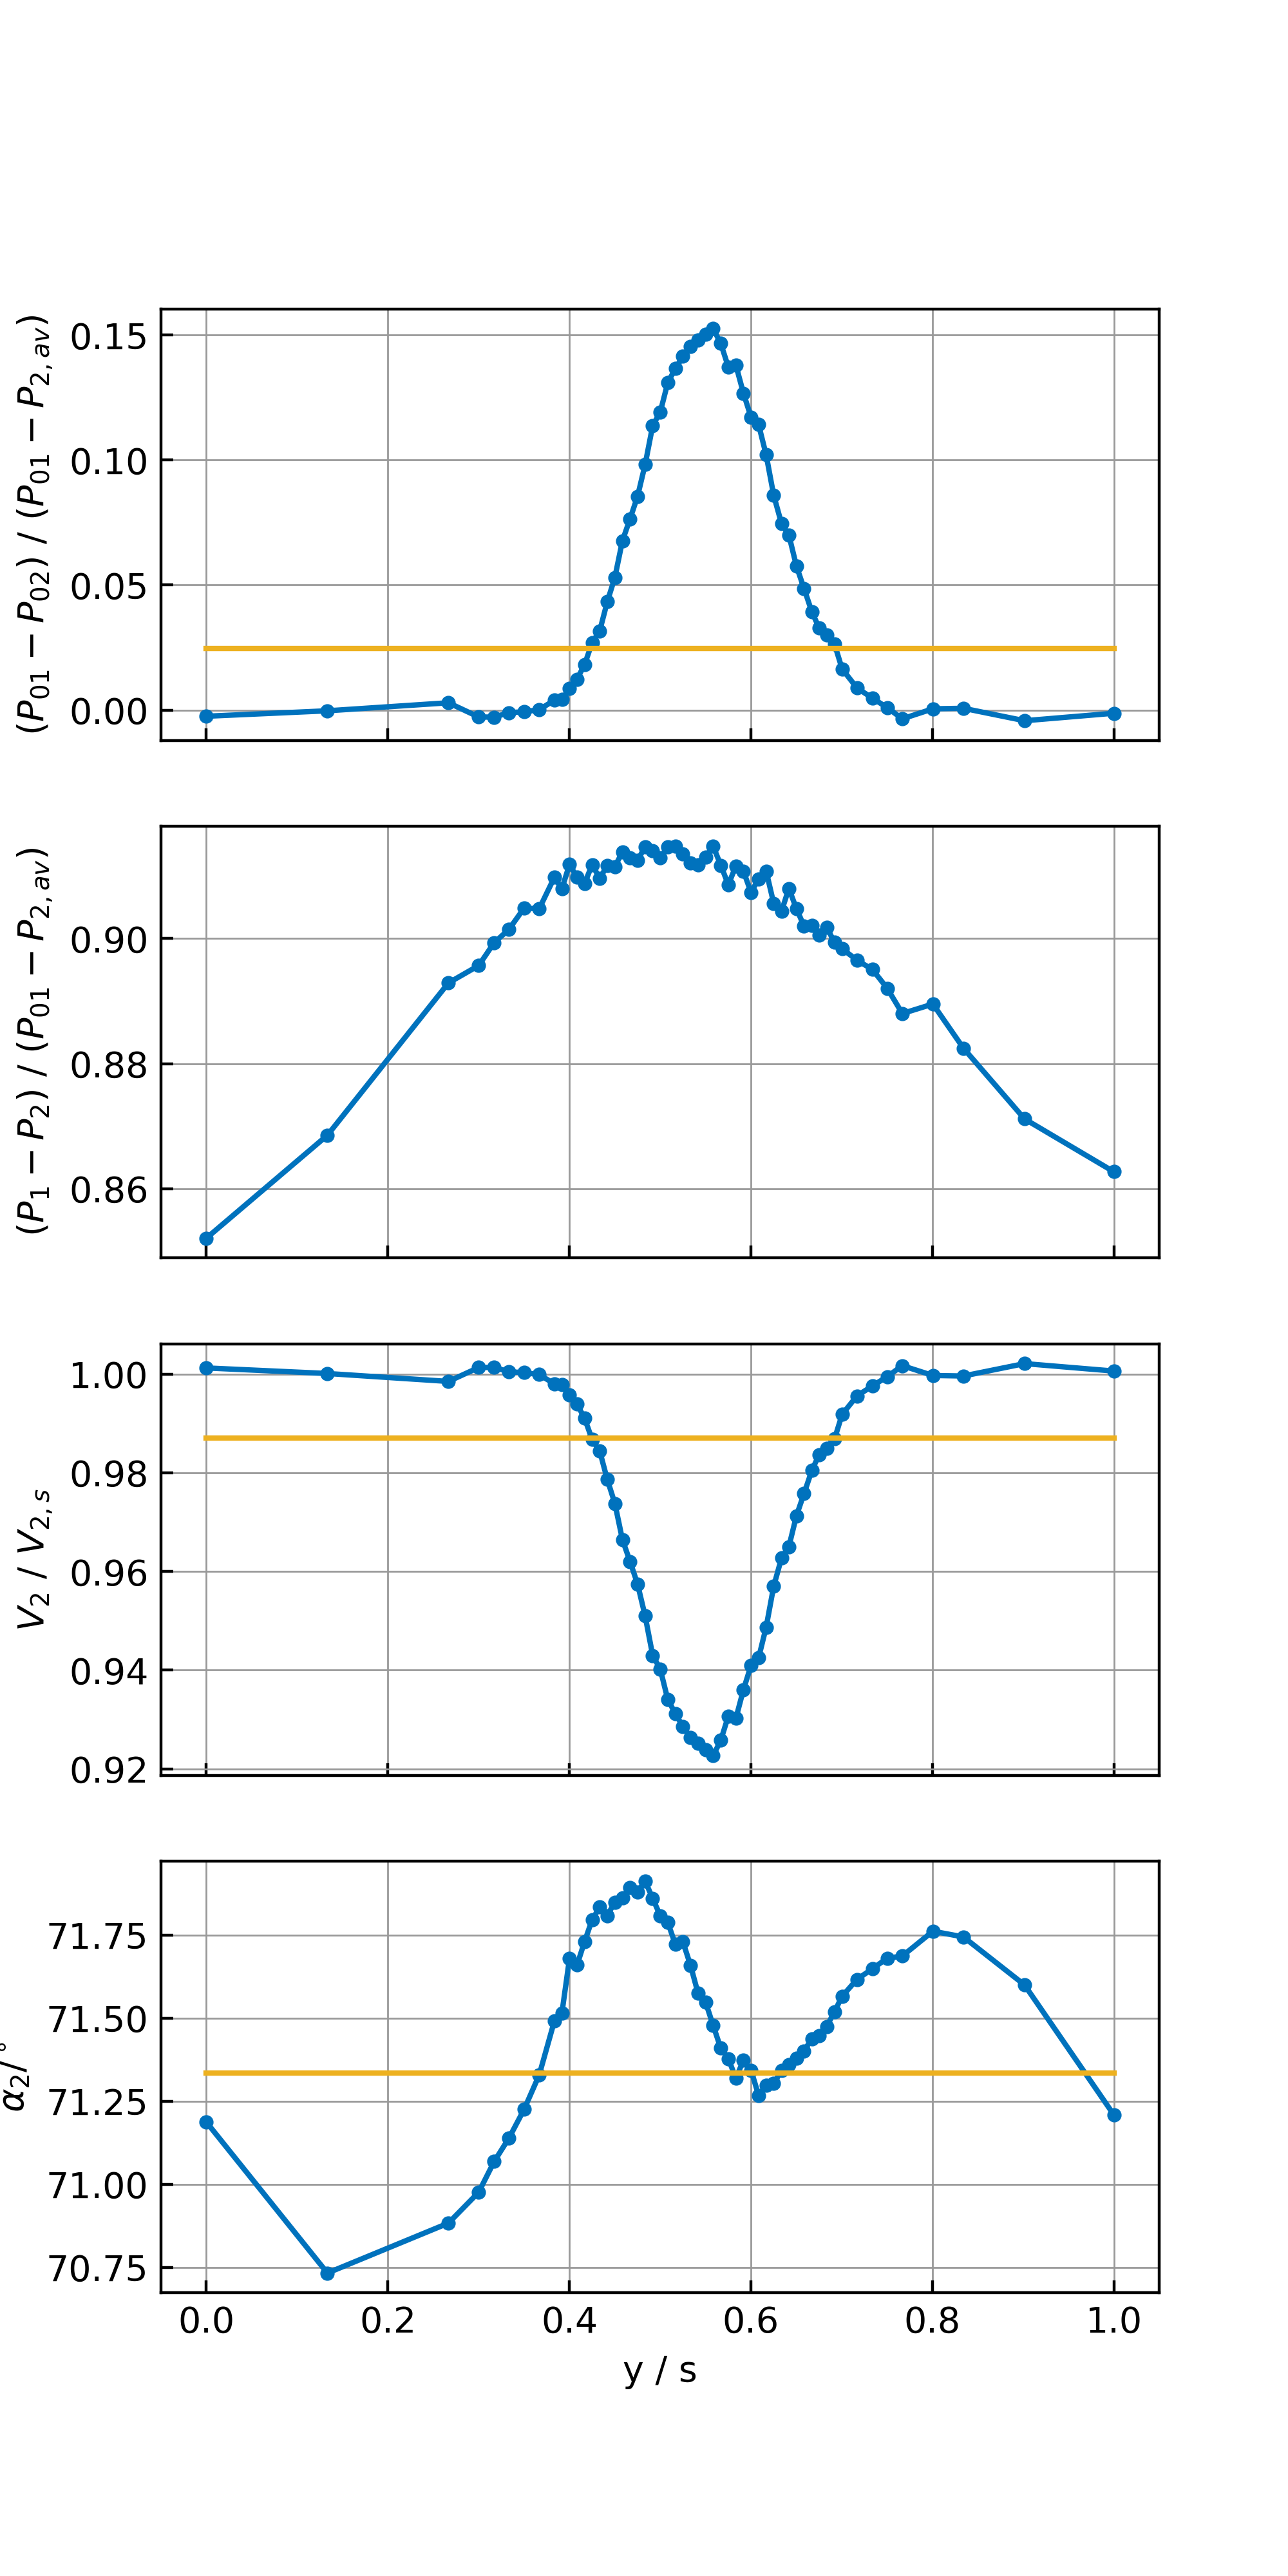 (P₀₁ − P₀₂) / (P₀₁ − P₂,ₐᵥ)
0.15
0.10
0.05
0.00
(P₁ − P₂) / (P₀₁ − P₂,ₐᵥ)
0.90
0.88
0.86
V₂ / V₂,ₛ
1.00
0.98
0.96
0.94
0.92
α₂/°
71.75
71.50
71.25
71.00
70.75
0.0 0.2 0.4 0.6 0.8 1.0
y / s